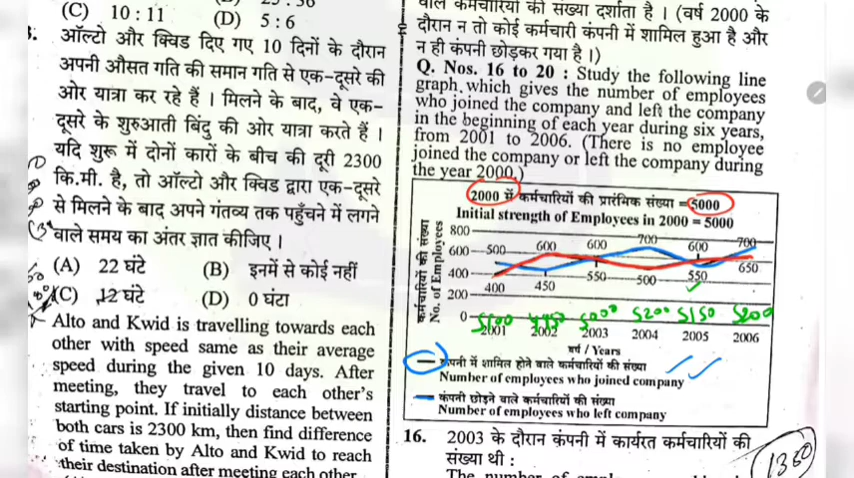 (C) 10 : 11
(D) 5 : 6
ऑल्टो और क्विड दिए गए 10 दिनों के दौरान
अपनी औसत गति की समान गति से एक-दूसरे की
ओर यात्रा कर रहे हैं । मिलने के बाद, वे एक-
दूसरे के शुरुआती बिंदु की ओर यात्रा करते हैं ।
यदि शुरू में दोनों कारों के बीच की दूरी 2300
कि.मी. है, तो ऑल्टो और क्विड द्वारा एक-दूसरे
से मिलने के बाद अपने गंतव्य तक पहुँचने में लगने
वाले समय का अंतर ज्ञात कीजिए ।
(A) 22 घंटे
(B) इनमें से कोई नहीं
(C) 12 घंटे
(D) 0 घंटा
Alto and Kwid is travelling towards each
other with speed same as their average
speed during the given 10 days. After
meeting, they travel to each other's
starting point. If initially distance between
both cars is 2300 km, then find difference
of time taken by Alto and Kwid to reach
their destination after meeting each other
वाले कर्मचारियों की संख्या दर्शाता है । (वर्ष 2000 के
दौरान न तो कोई कर्मचारी कंपनी में शामिल हुआ है और
न ही कंपनी छोड़कर गया है ।)
Q. Nos. 16 to 20 : Study the following line
graph, which gives the number of employees
who joined the company and left the company
in the beginning of each year during six years,
from 2001 to 2006. (There is no employee
joined the company or left the company during
the year 2000.)
2000 में कर्मचारियों की प्रारंभिक संख्या = 5000
Initial strength of Employees in 2000 = 5000
कर्मचारियों की संख्या
No. of Employees
800
600
400
200
0
500 600 600 700 600 700
400 450 550 500 550 650
5100 4950 5000 5200 5150 5200
2001 2002 2003 2004 2005 2006
वर्ष / Years
कंपनी में शामिल होने वाले कर्मचारियों की संख्या
Number of employees who joined company
कंपनी छोड़ने वाले कर्मचारियों की संख्या
Number of employees who left company
16. 2003 के दौरान कंपनी में कार्यरत कर्मचारियों की
संख्या थी :
The number of
1350